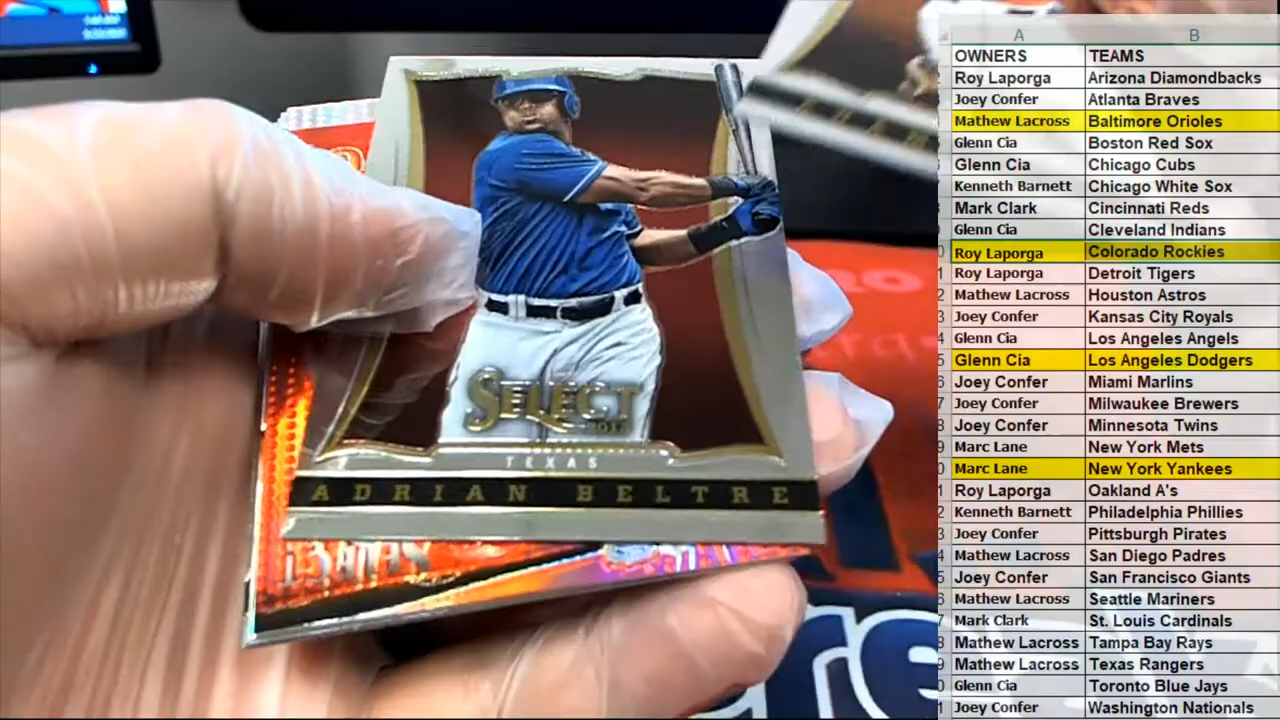 SELECT
2013
TEXAS
ADRIAN BELTRE
A B
OWNERS TEAMS
Roy Laporga Arizona Diamondbacks
Joey Confer Atlanta Braves
Mathew Lacross Baltimore Orioles
Glenn Cia Boston Red Sox
Glenn Cia Chicago Cubs
Kenneth Barnett Chicago White Sox
Mark Clark Cincinnati Reds
Glenn Cia Cleveland Indians
Roy Laporga Colorado Rockies
Roy Laporga Detroit Tigers
Mathew Lacross Houston Astros
Joey Confer Kansas City Royals
Glenn Cia Los Angeles Angels
Glenn Cia Los Angeles Dodgers
Joey Confer Miami Marlins
Joey Confer Milwaukee Brewers
Joey Confer Minnesota Twins
Marc Lane New York Mets
Marc Lane New York Yankees
Roy Laporga Oakland A's
Kenneth Barnett Philadelphia Phillies
Joey Confer Pittsburgh Pirates
Mathew Lacross San Diego Padres
Joey Confer San Francisco Giants
Mathew Lacross Seattle Mariners
Mark Clark St. Louis Cardinals
Mathew Lacross Tampa Bay Rays
Mathew Lacross Texas Rangers
Glenn Cia Toronto Blue Jays
Joey Confer Washington Nationals